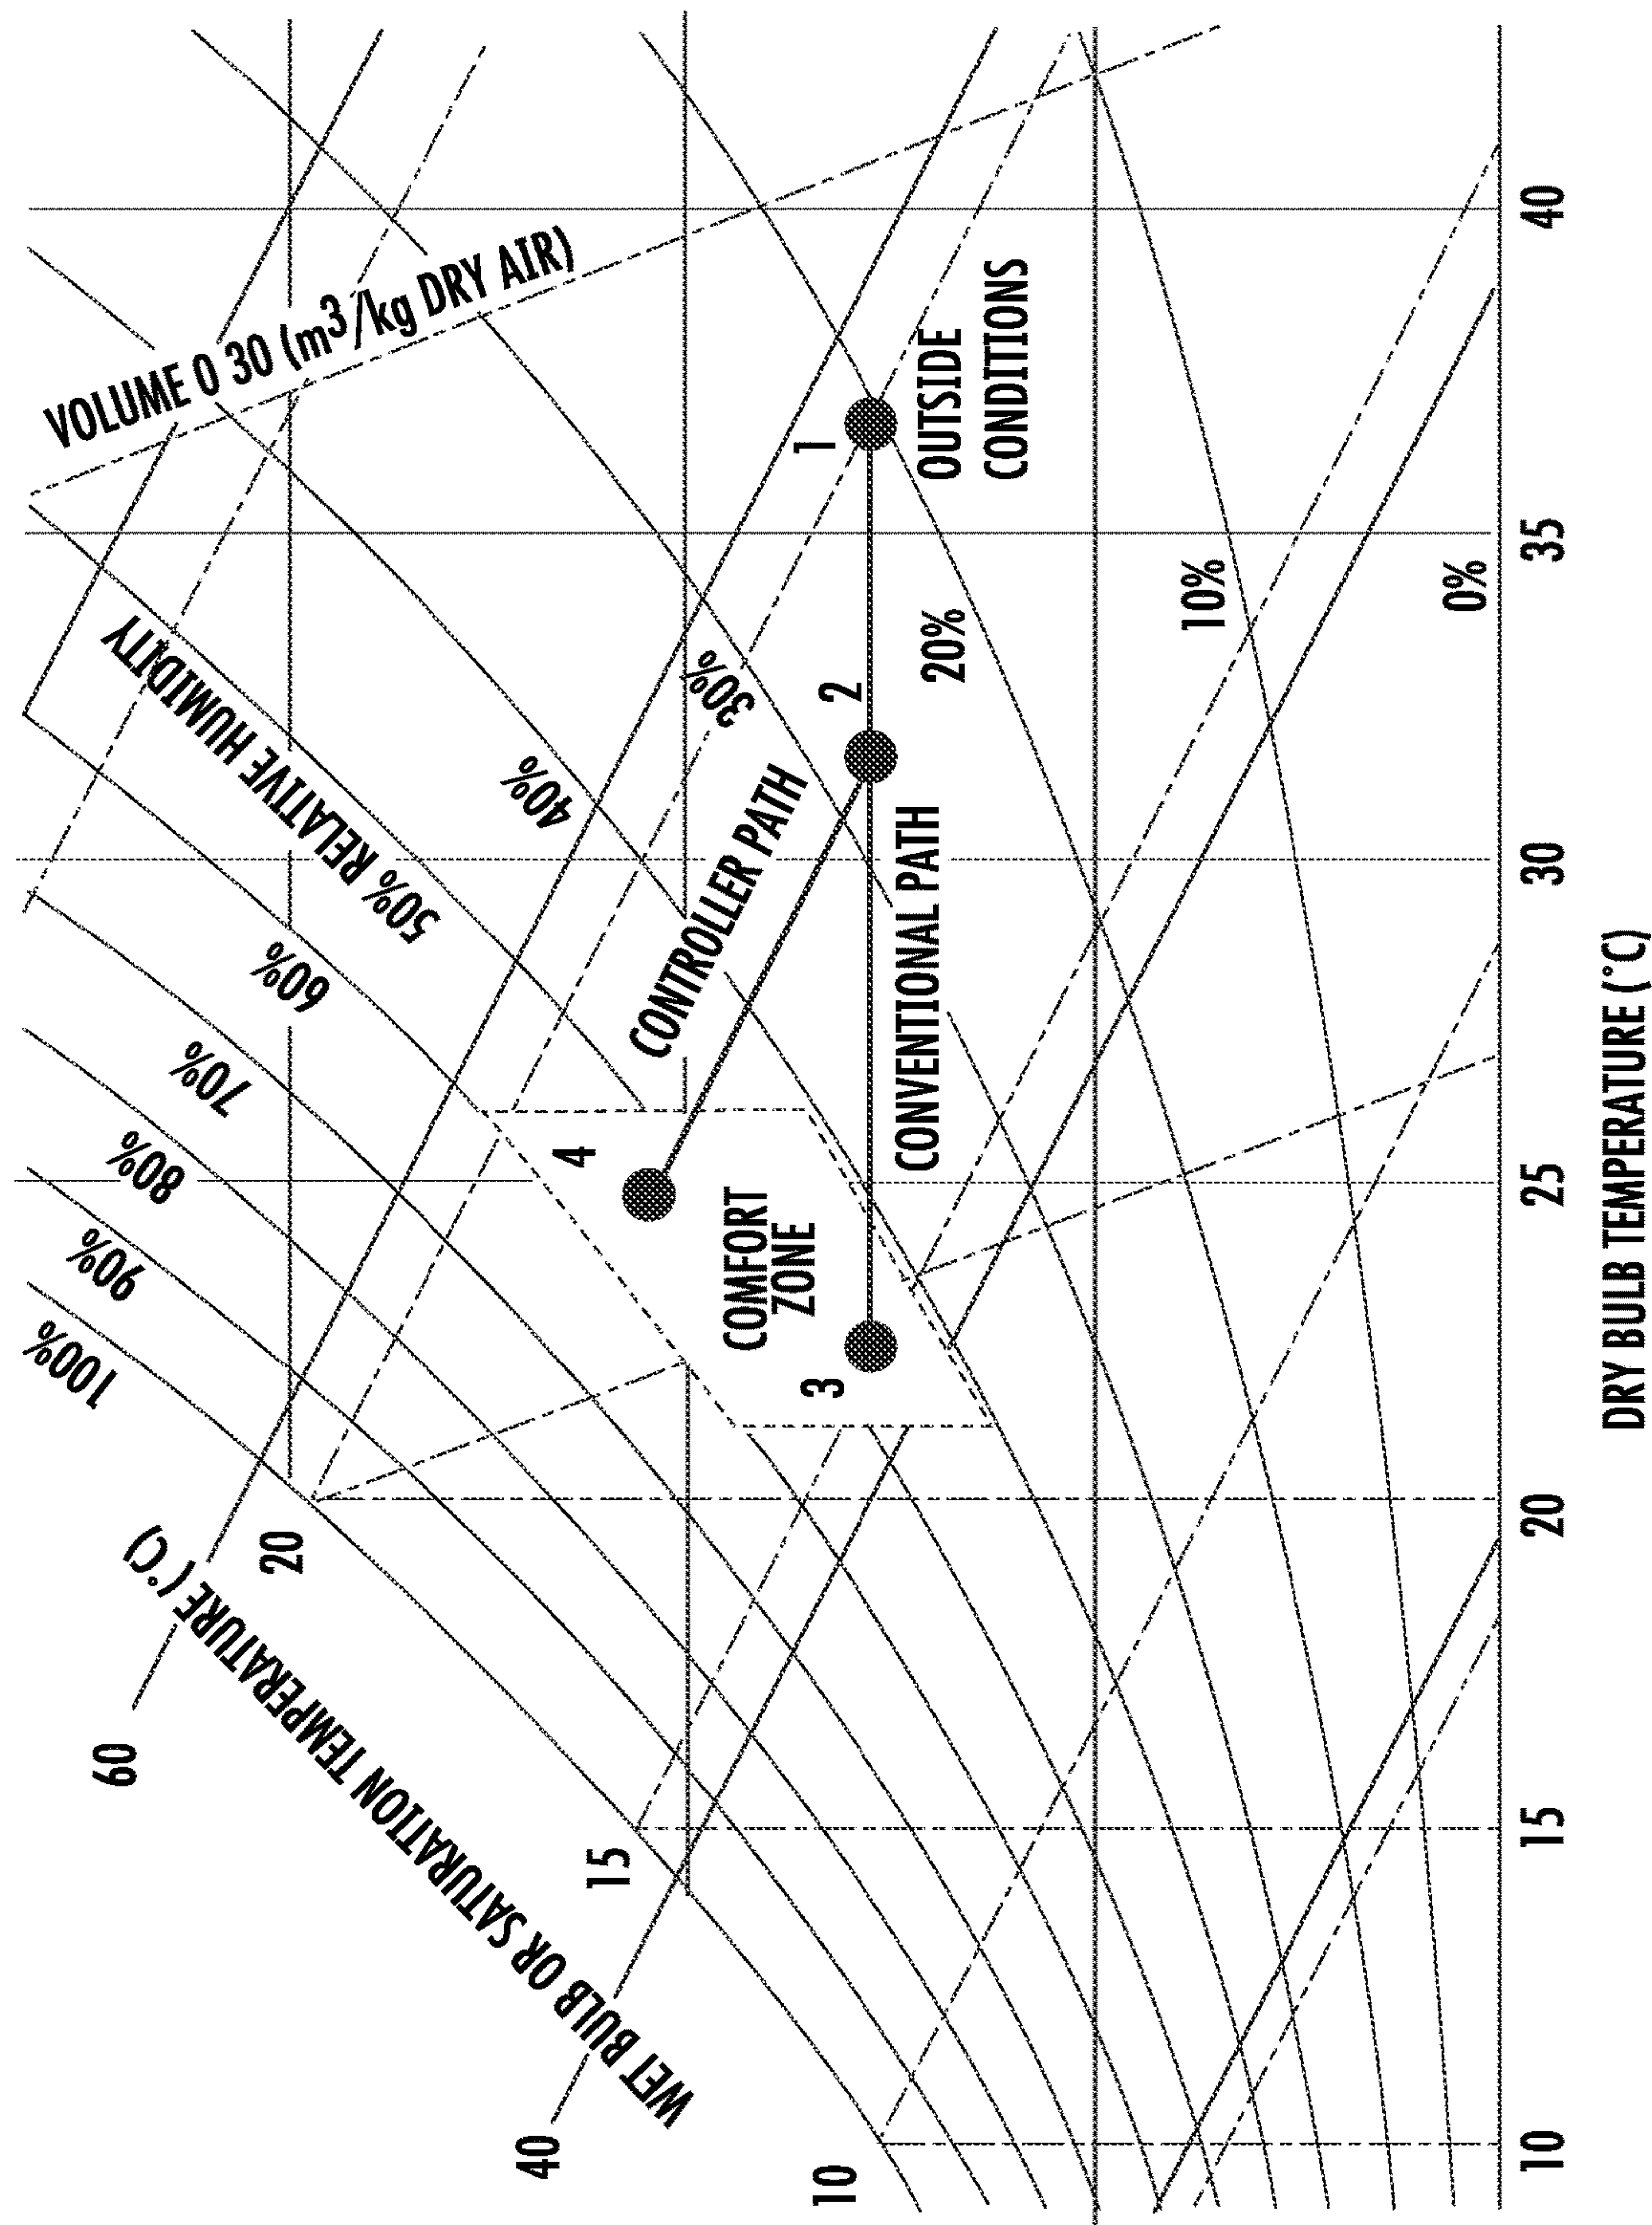 VOLUME 0 30 (m³/kg DRY AIR)
50% RELATIVE HUMIDITY
60%
70%
80%
90%
100%
40%
30%
20%
10%
0%
WET BULB OR SATURATION TEMPERATURE (°C)
60
20
40
15
10
CONTROLLER PATH
CONVENTIONAL PATH
COMFORT
ZONE
OUTSIDE
CONDITIONS
1
2
3
4
10
15
20
25
30
35
40
DRY BULB TEMPERATURE (°C)